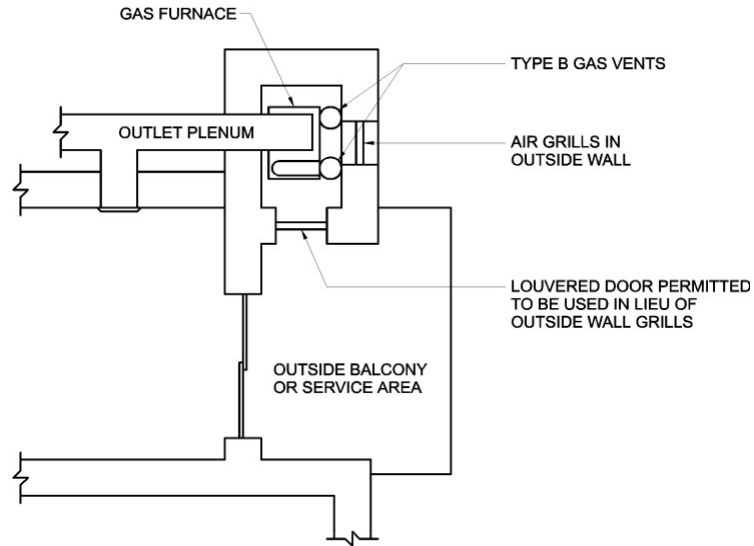 GAS FURNACE
TYPE B GAS VENTS
OUTLET PLENUM
AIR GRILLS IN
OUTSIDE WALL
LOUVERED DOOR PERMITTED
TO BE USED IN LIEU OF
OUTSIDE WALL GRILLS
OUTSIDE BALCONY
OR SERVICE AREA